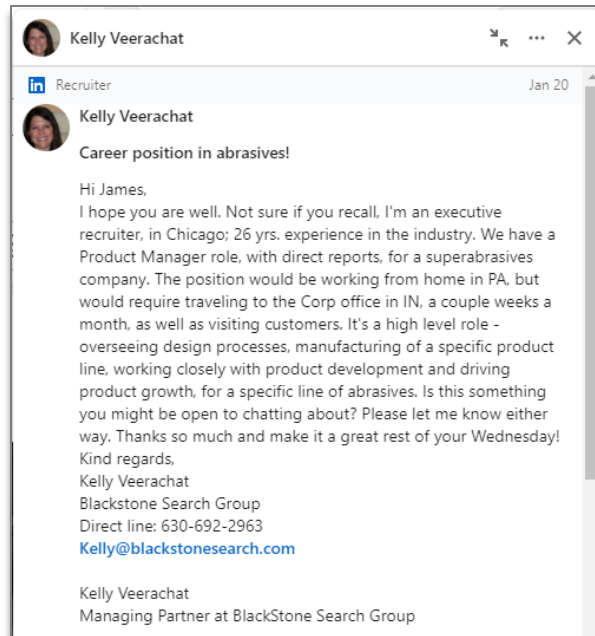 Kelly Veerachat
in Recruiter Jan 20
Kelly Veerachat
Career position in abrasives!
Hi James,
I hope you are well. Not sure if you recall, I'm an executive
recruiter, in Chicago; 26 yrs. experience in the industry. We have a
Product Manager role, with direct reports, for a superabrasives
company. The position would be working from home in PA, but
would require traveling to the Corp office in IN, a couple weeks a
month, as well as visiting customers. It's a high level role -
overseeing design processes, manufacturing of a specific product
line, working closely with product development and driving
product growth, for a specific line of abrasives. Is this something
you might be open to chatting about? Please let me know either
way. Thanks so much and make it a great rest of your Wednesday!
Kind regards,
Kelly Veerachat
Blackstone Search Group
Direct line: 630-692-2963
Kelly@blackstonesearch.com
Kelly Veerachat
Managing Partner at BlackStone Search Group